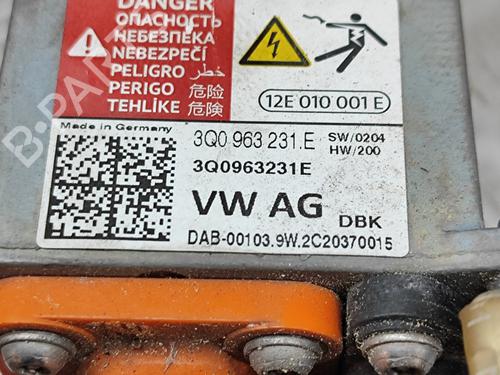 DANGER
ОПАСНОСТЬ
НЕБЕЗПЕКА
NEBEZPEČÍ
PELIGRO خطر
PERIGO 危险
TEHLİKE 危険
12E 010 001 E
Made in Germany
3Q0 963 231.E SW/0204
HW/200
3Q0963231E
VW AG DBK
DAB-00103.9W.2C20370015